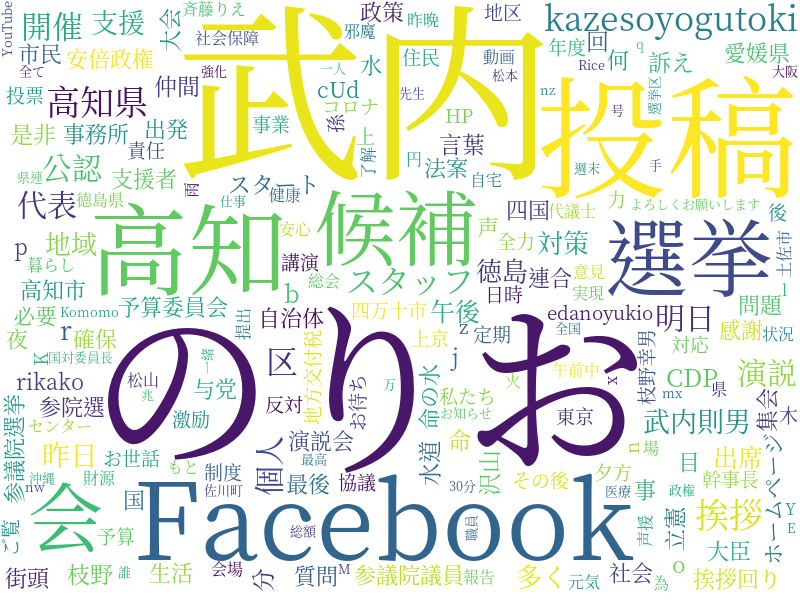 YouTube
開催
支援
大会
斉藤りえ
政策
昨晩
地区
kazesoyogutoki
市民
安倍政権
社会保障
邪魔
住民
動画
年度
回
何
訴え
愛媛県
全て
強化
仲間
水
一人
松本
q
Rice
大阪
投票
高知県
cUd
コロナ
先生
HP
nz
選挙区
武内
投稿
是非
事務所
出発
事業
孫
上
言葉
号
公認
責任
了解
円
法案
週末
手
県連
支援者
雨
スタート
自宅
代表
徳島県
仕事
健康
四国
代議士
力
よろしくお願いします
後
p
地域
高知
候補
安心
声
全力
対策
選挙
土佐市
暮らし
講演
総会
徳島
連合
意見
l
高知市
b
スタッフ
日時
実現
問題
必要
Komomo
予算委員会
四万十市
午後
edanoyukio
明日
夜
r
確保
提出
自治体
z
定期
全国
感謝
状況
K
国対委員長
上京
対応
のりお
区
地方交付税
j
午前中
x
枝野幸男
rikako
松山
一緒
与党
万
お待ち
命の水
私たち
火
CDP
演説
参院選
兆
激励
反対
お知らせ
東京
mx
県
集会
木
参議院選挙
センター
演説会
水道
命
武内則男
昨日
お世話
もと
制度
個人
最高
沢山
n
場
出席
ホームページ
沖縄
財源
佐川町
最後
協議
30分
その後
夕方
目
幹事長
nw
国
会
Facebook
医療
事
政権
挨拶
Y
E
ご覧
予算
総額
職員
声援
立憲
大臣
街頭
枝野
誰
生活
会場
分
質問
M
参議院議員
報告
多く
元気
社会
o
為
挨拶回り